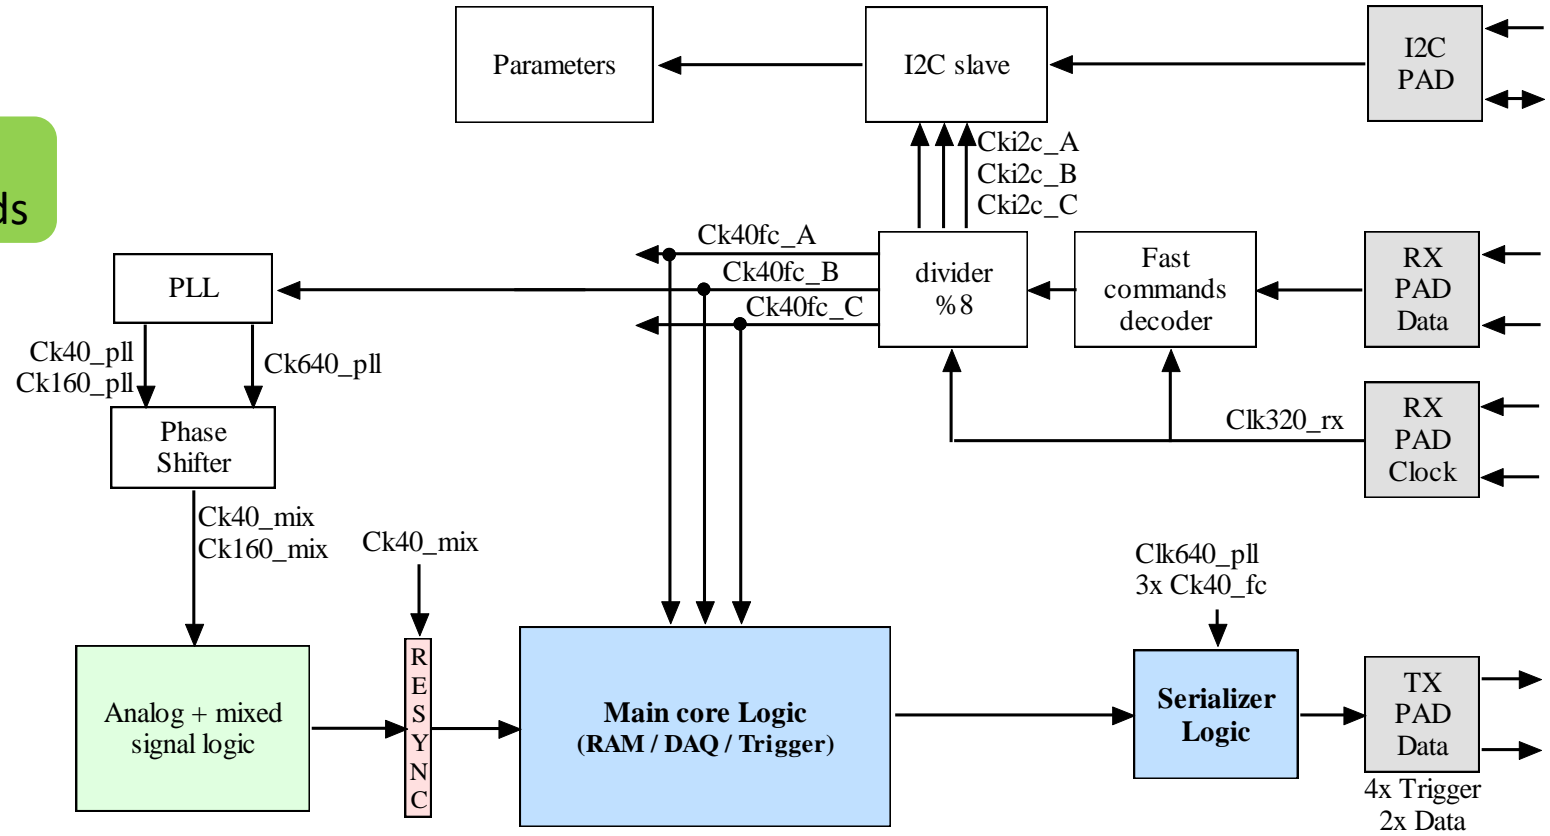 Parameters
I2C slave
I2C
PAD
Cki2c_A
Cki2c_B
Cki2c_C
Ck40fc_A
Ck40fc_B
Ck40fc_C
divider
%8
Fast
commands
decoder
RX
PAD
Data
PLL
Ck40_pll
Ck160_pll
Ck640_pll
Phase
Shifter
Clk320_rx
RX
PAD
Clock
Ck40_mix
Ck160_mix
Ck40_mix
Clk640_pll
3x Ck40_fc
Analog + mixed
signal logic
RESYNC
Main core Logic
(RAM / DAQ / Trigger)
Serializer
Logic
TX
PAD
Data
4x Trigger
2x Data